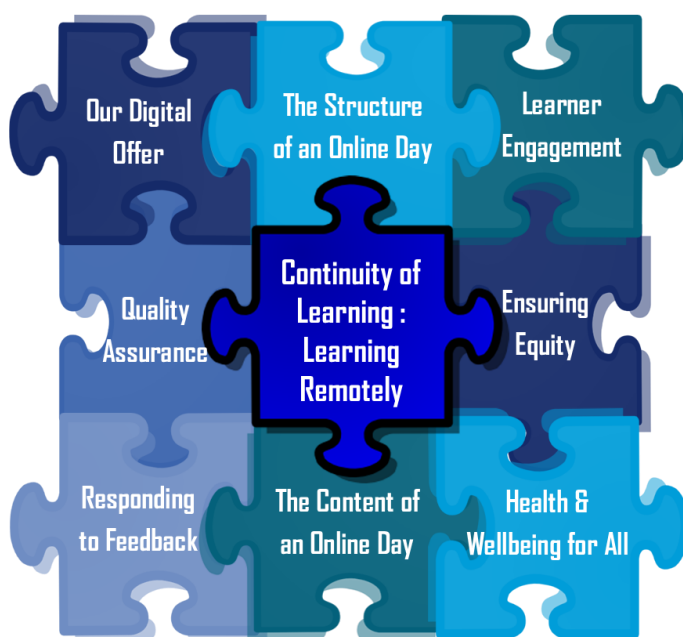 Our Digital
Offer
The Structure
of an Online Day
Learner
Engagement
Quality
Assurance
Continuity of
Learning :
Learning
Remotely
Ensuring
Equity
Responding
to Feedback
The Content of
an Online Day
Health &
Wellbeing for All